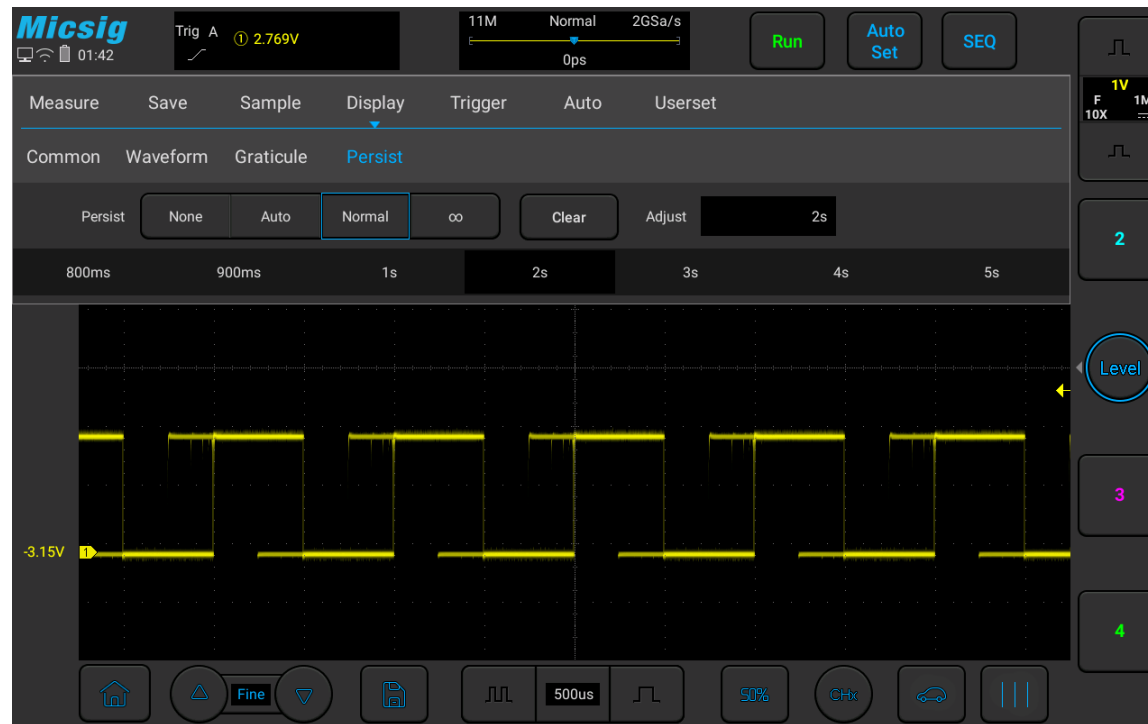 Micsig
01:42
Trig A ① 2.769V
11M Normal 2GSa/s
0ps
Run
Auto Set
SEQ
Measure Save Sample Display Trigger Auto Userset
1V
F 1M
10X
Common Waveform Graticule Persist
Persist None Auto Normal ∞ Clear Adjust 2s
2
800ms 900ms 1s 2s 3s 4s 5s
Level
3
-3.15V 1
4
Fine
500us
50%
CHx